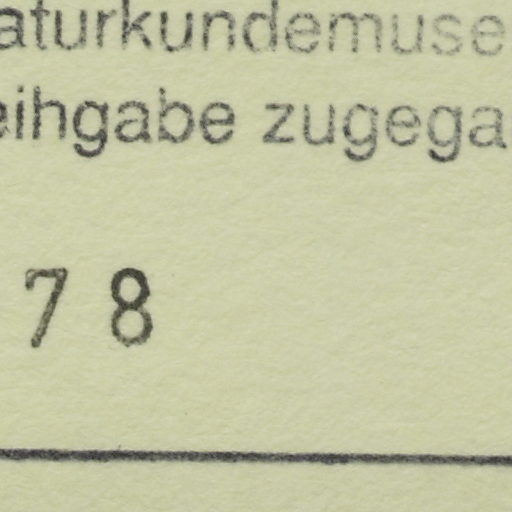 aturkundemuse
eihgabe zugega
7 8